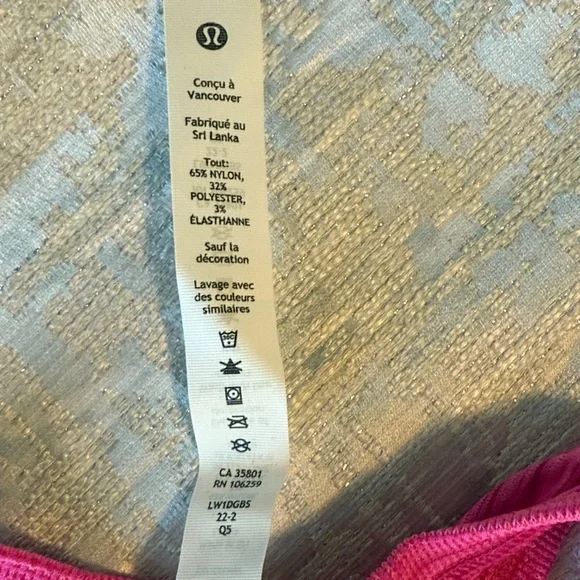 Conçu à
Vancouver
Fabriqué au
Sri Lanka
Tout:
65% NYLON,
32%
POLYESTER,
3%
ÉLASTHANNE
Sauf la
décoration
Lavage avec
des couleurs
similaires
30C
CA 35801
RN 106259
LW1DGBS
22-2
Q5